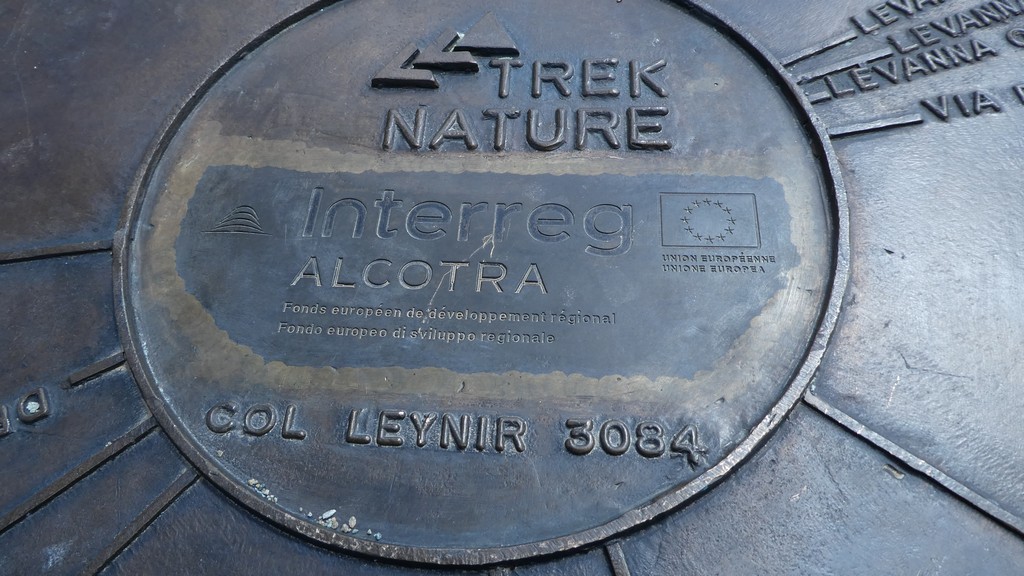 TREK
NATURE
Interreg
ALCOTRA
UNION EUROPÉENNE
UNIONE EUROPEA
Fonds européen de développement régional
Fondo europeo di sviluppo regionale
COL LEYNIR 3084
LEVANNA
LEVANNA
VIA